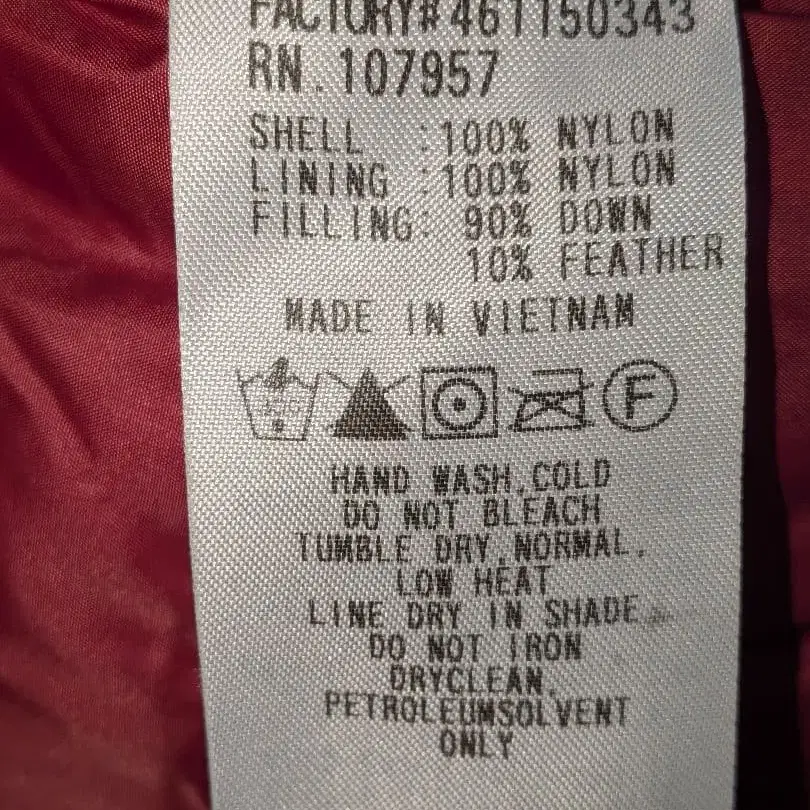 FACTORY# 461150343
RN. 107957
SHELL :100% NYLON
LINING :100% NYLON
FILLING: 90% DOWN
10% FEATHER
MADE IN VIETNAM
F
HAND WASH,COLD
DO NOT BLEACH
TUMBLE DRY,NORMAL,
LOW HEAT
LINE DRY IN SHADE
DO NOT IRON
DRYCLEAN,
PETROLEUMSOLVENT
ONLY